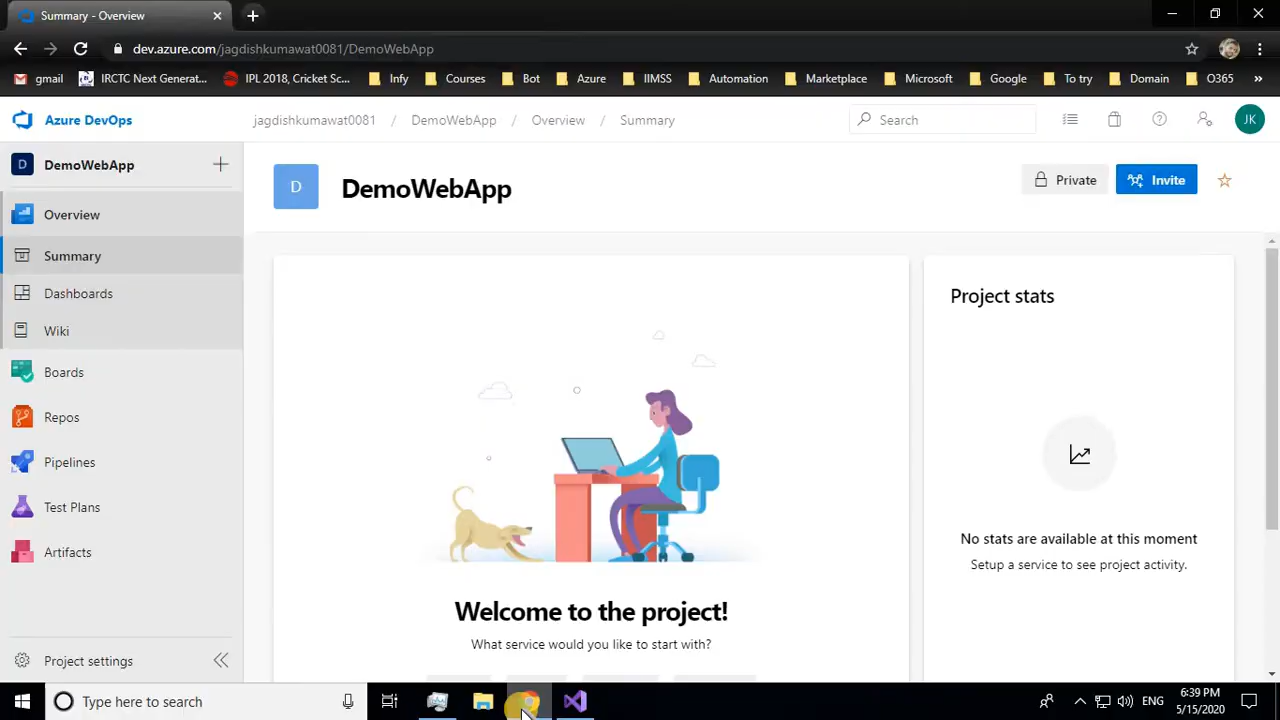 Summary - Overview
dev.azure.com/jagdishkumawat0081/DemoWebApp
gmail
IRCTC Next Generat...
IPL 2018, Cricket Sc...
Infy
Courses
Bot
Azure
IIMSS
Automation
Marketplace
Microsoft
Google
To try
Domain
O365
»
Azure DevOps
jagdishkumawat0081 / DemoWebApp / Overview / Summary
Search
JK
D DemoWebApp
Overview
Summary
Dashboards
Wiki
Boards
Repos
Pipelines
Test Plans
Artifacts
Project settings
D
DemoWebApp
Private
Invite
Welcome to the project!
What service would you like to start with?
Project stats
No stats are available at this moment
Setup a service to see project activity.
Type here to search
ENG
6:39 PM
5/15/2020